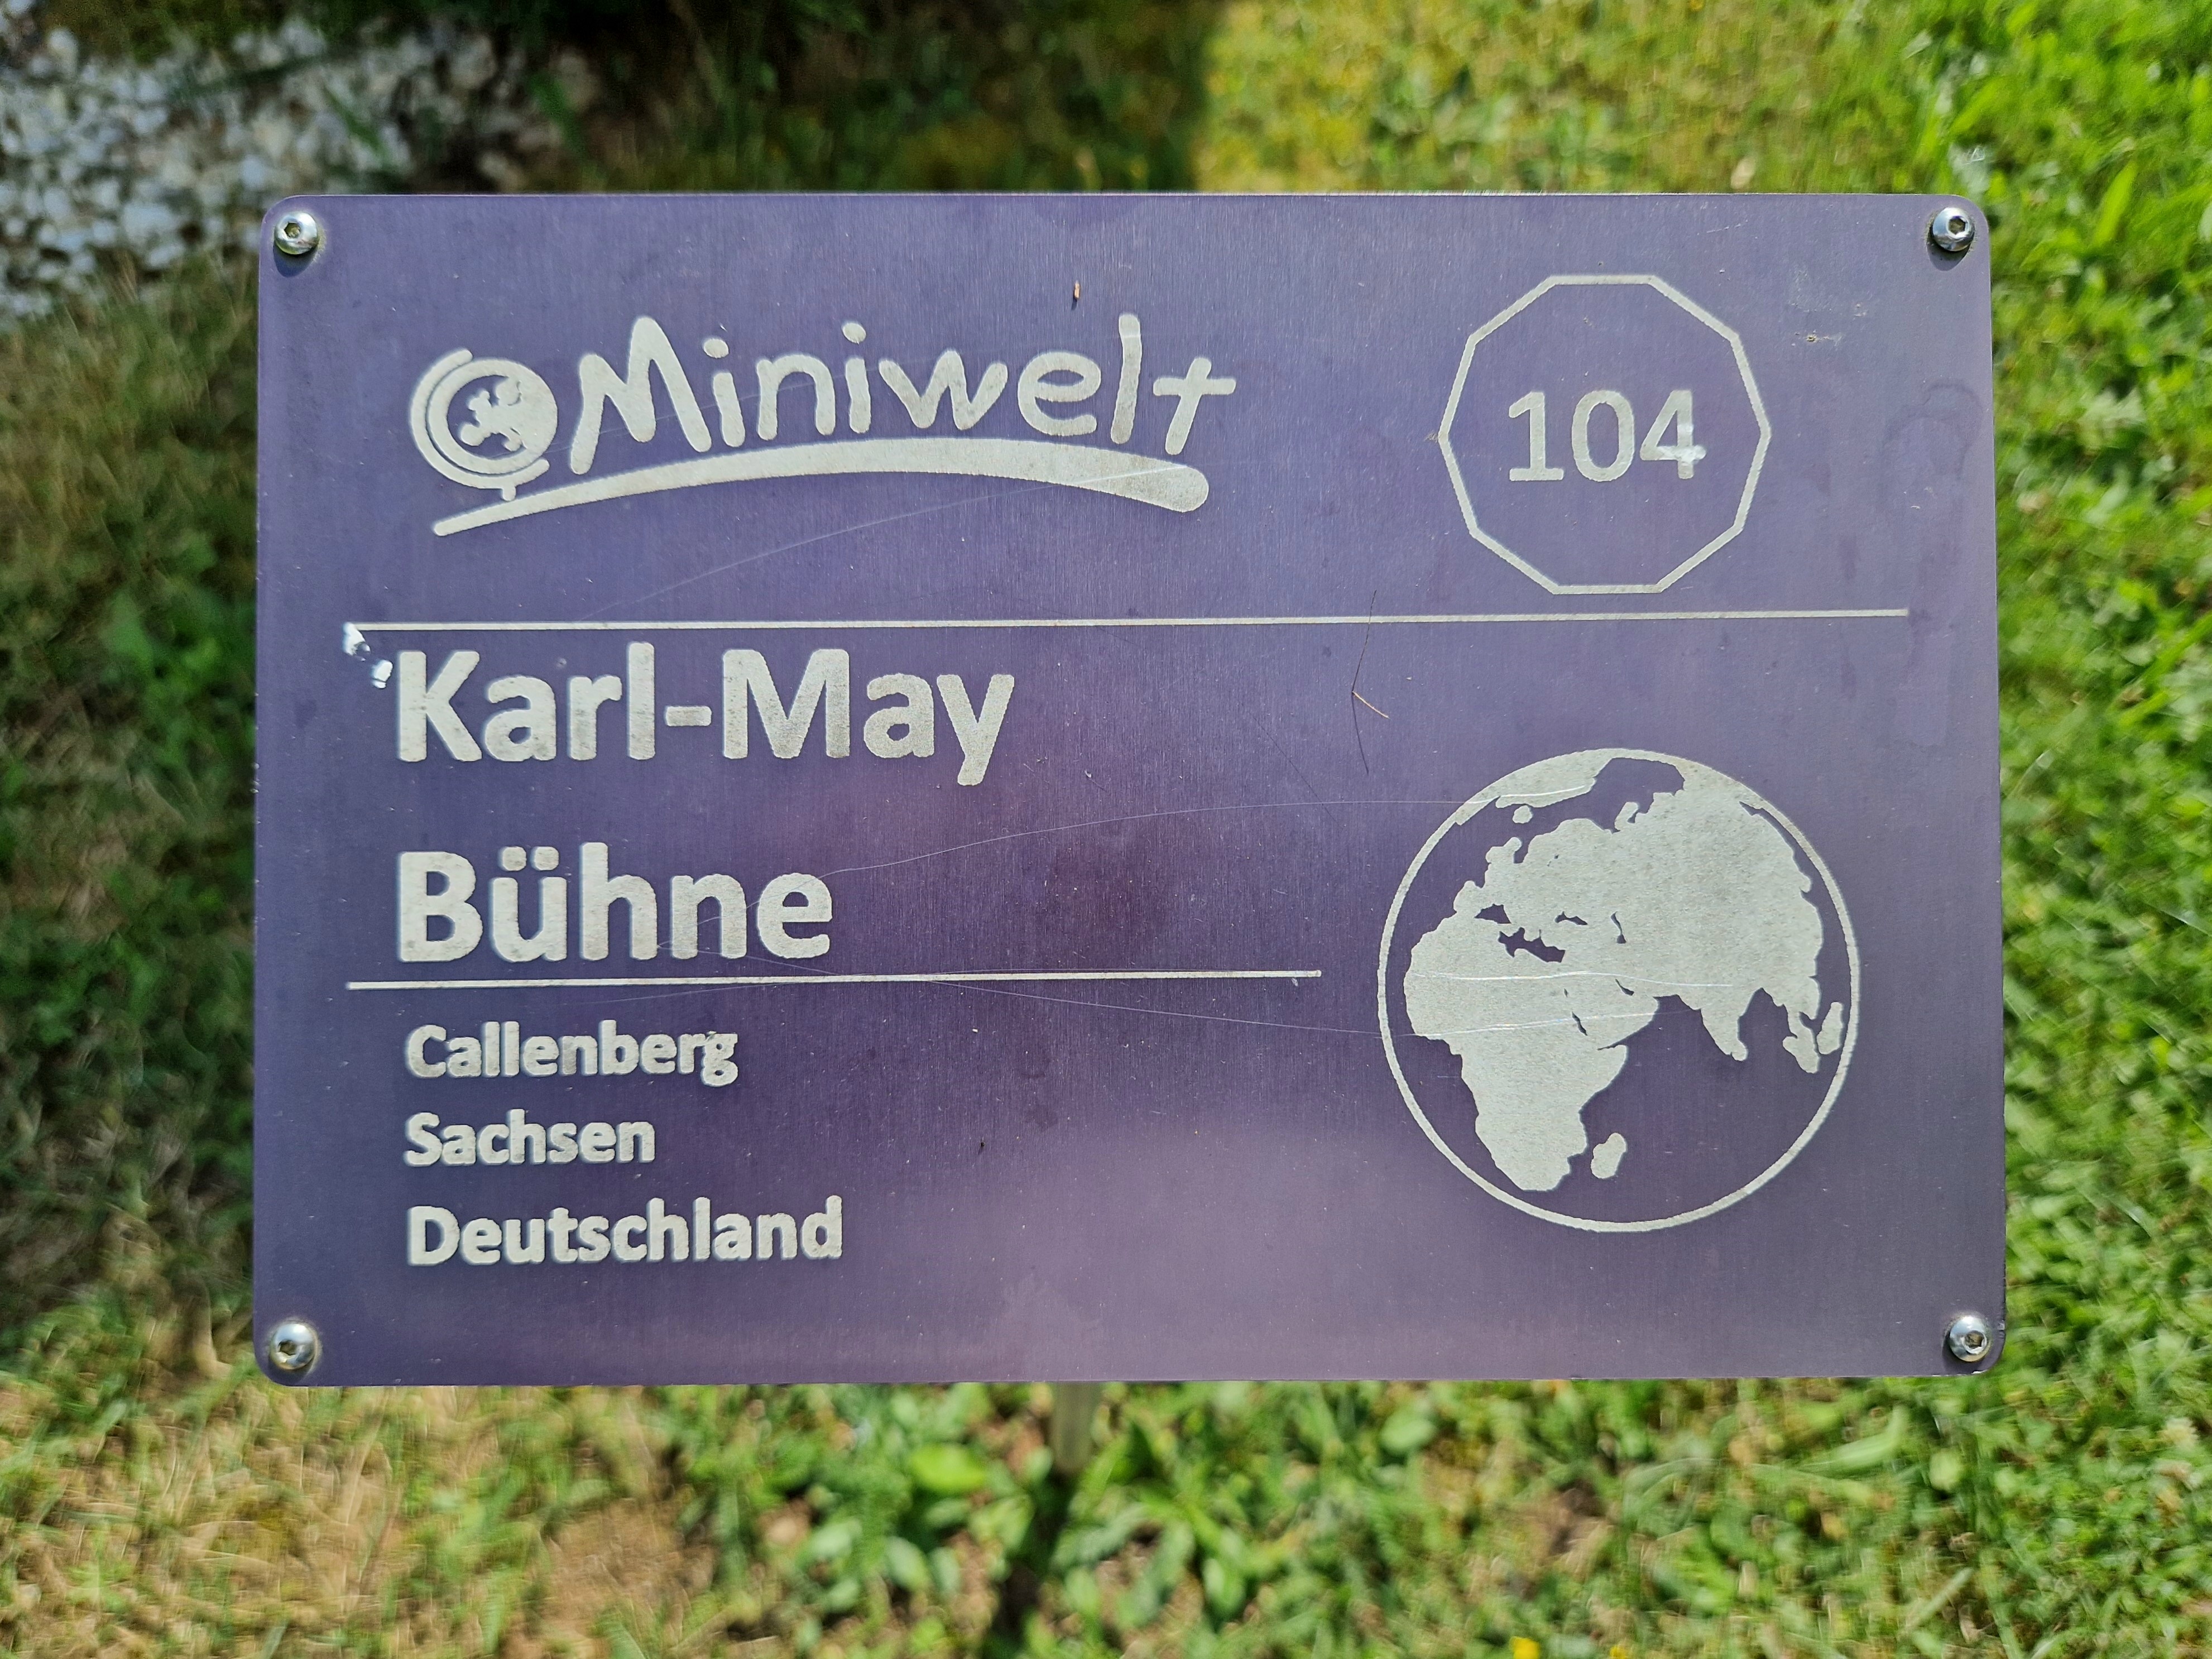 Miniwelt
104
Karl-May
Bühne
Callenberg
Sachsen
Deutschland